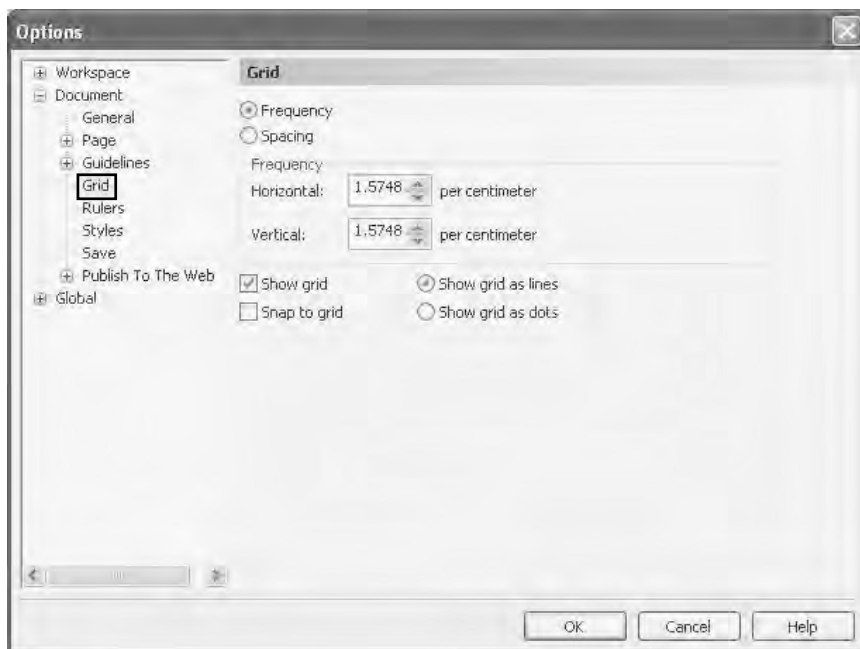 Options
Workspace
Document
General
Page
Guidelines
Grid
Rulers
Styles
Save
Publish To The Web
Global
Grid
Frequency
Spacing
Frequency
Horizontal: 1.5748 per centimeter
Vertical: 1.5748 per centimeter
Show grid Show grid as lines
Snap to grid Show grid as dots
OK Cancel Help